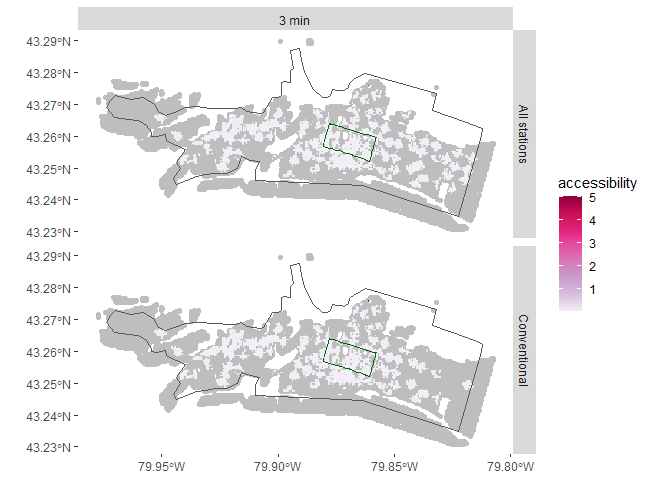 3 min
43.29°N
43.28°N
43.27°N
43.26°N
43.25°N
43.24°N
43.23°N
All stations
43.29°N
43.28°N
43.27°N
43.26°N
43.25°N
43.24°N
43.23°N
Conventional
79.95°W
79.90°W
79.85°W
79.80°W
accessibility
5
4
3
2
1